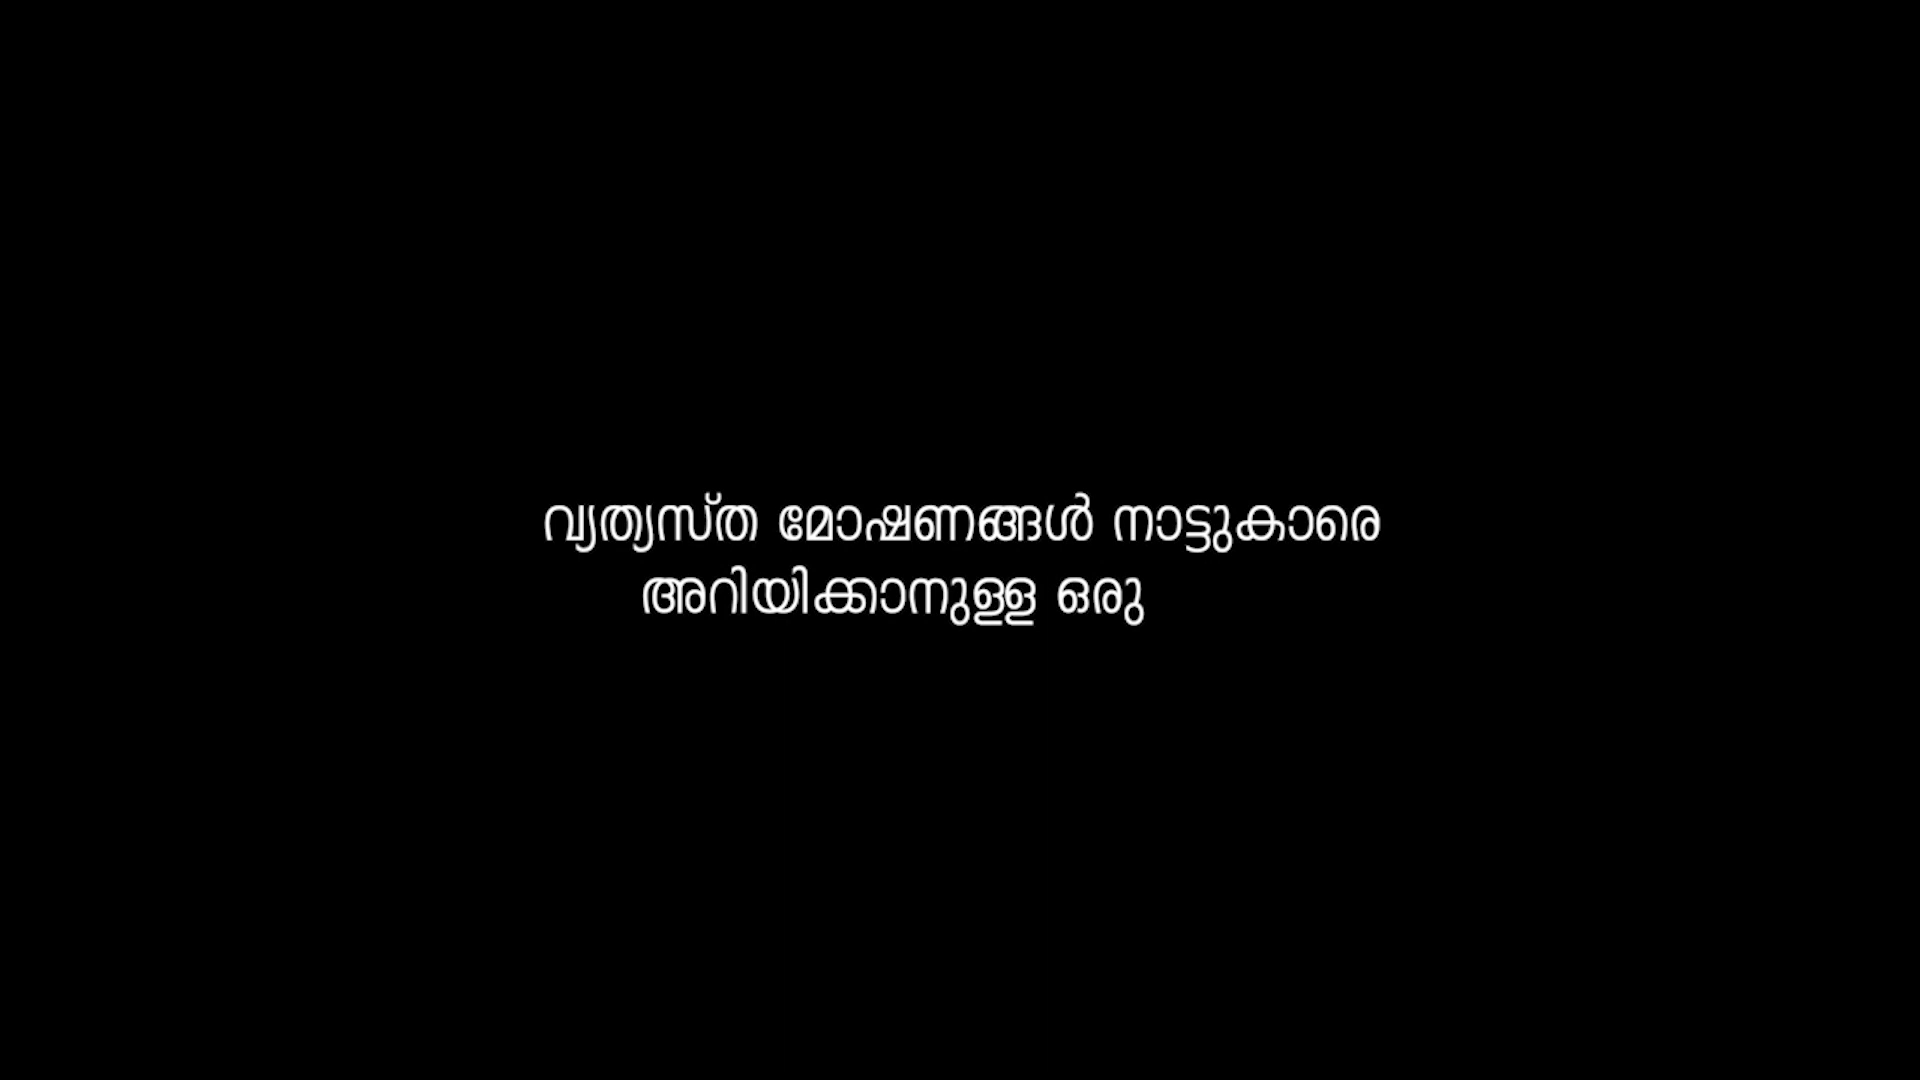 വ്യത്യസ്ത മോഷണങ്ങൾ നാട്ടുകാരെ
അറിയിക്കാനുള്ള ഒരു